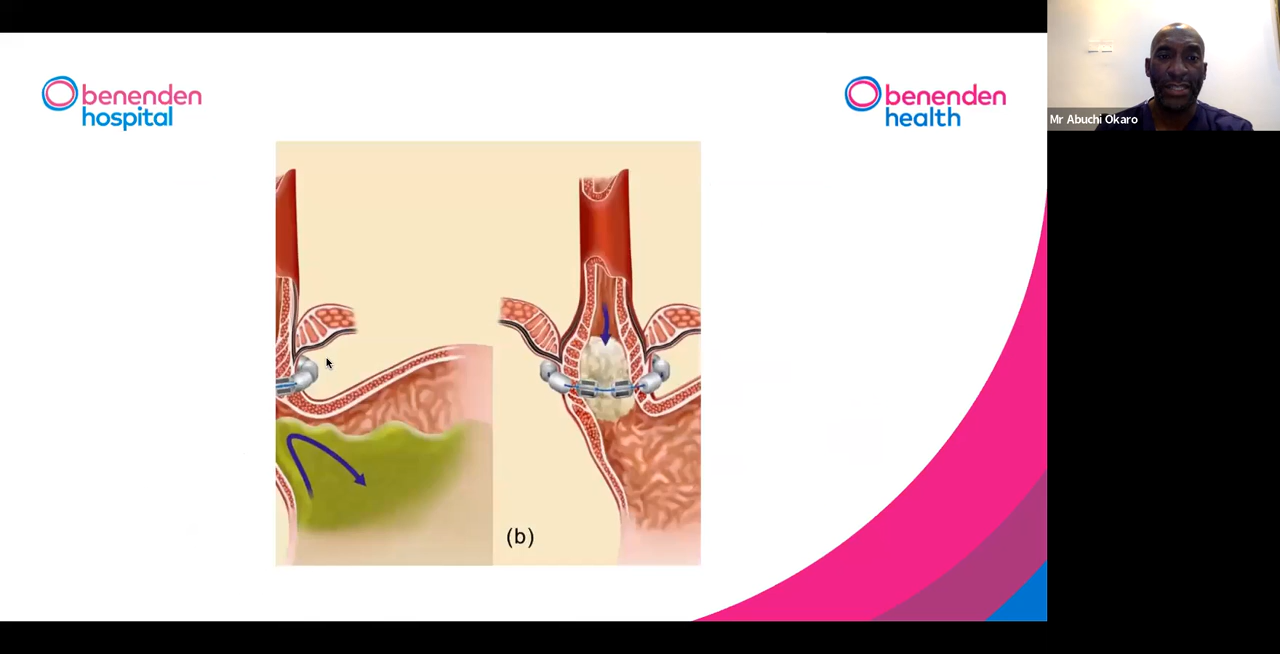 benenden
hospital
benenden
health
Mr Abuchi Okaro
(b)